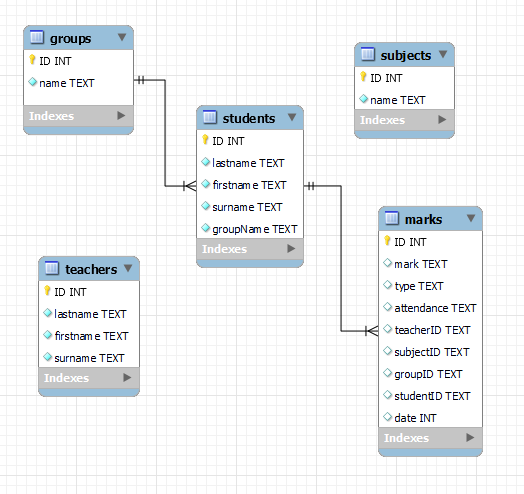 groups
ID INT
name TEXT
Indexes
subjects
ID INT
name TEXT
Indexes
students
ID INT
lastname TEXT
firstname TEXT
surname TEXT
groupName TEXT
Indexes
marks
ID INT
mark TEXT
type TEXT
attendance TEXT
teacherID TEXT
subjectID TEXT
groupID TEXT
studentID TEXT
date INT
Indexes
teachers
ID INT
lastname TEXT
firstname TEXT
surname TEXT
Indexes